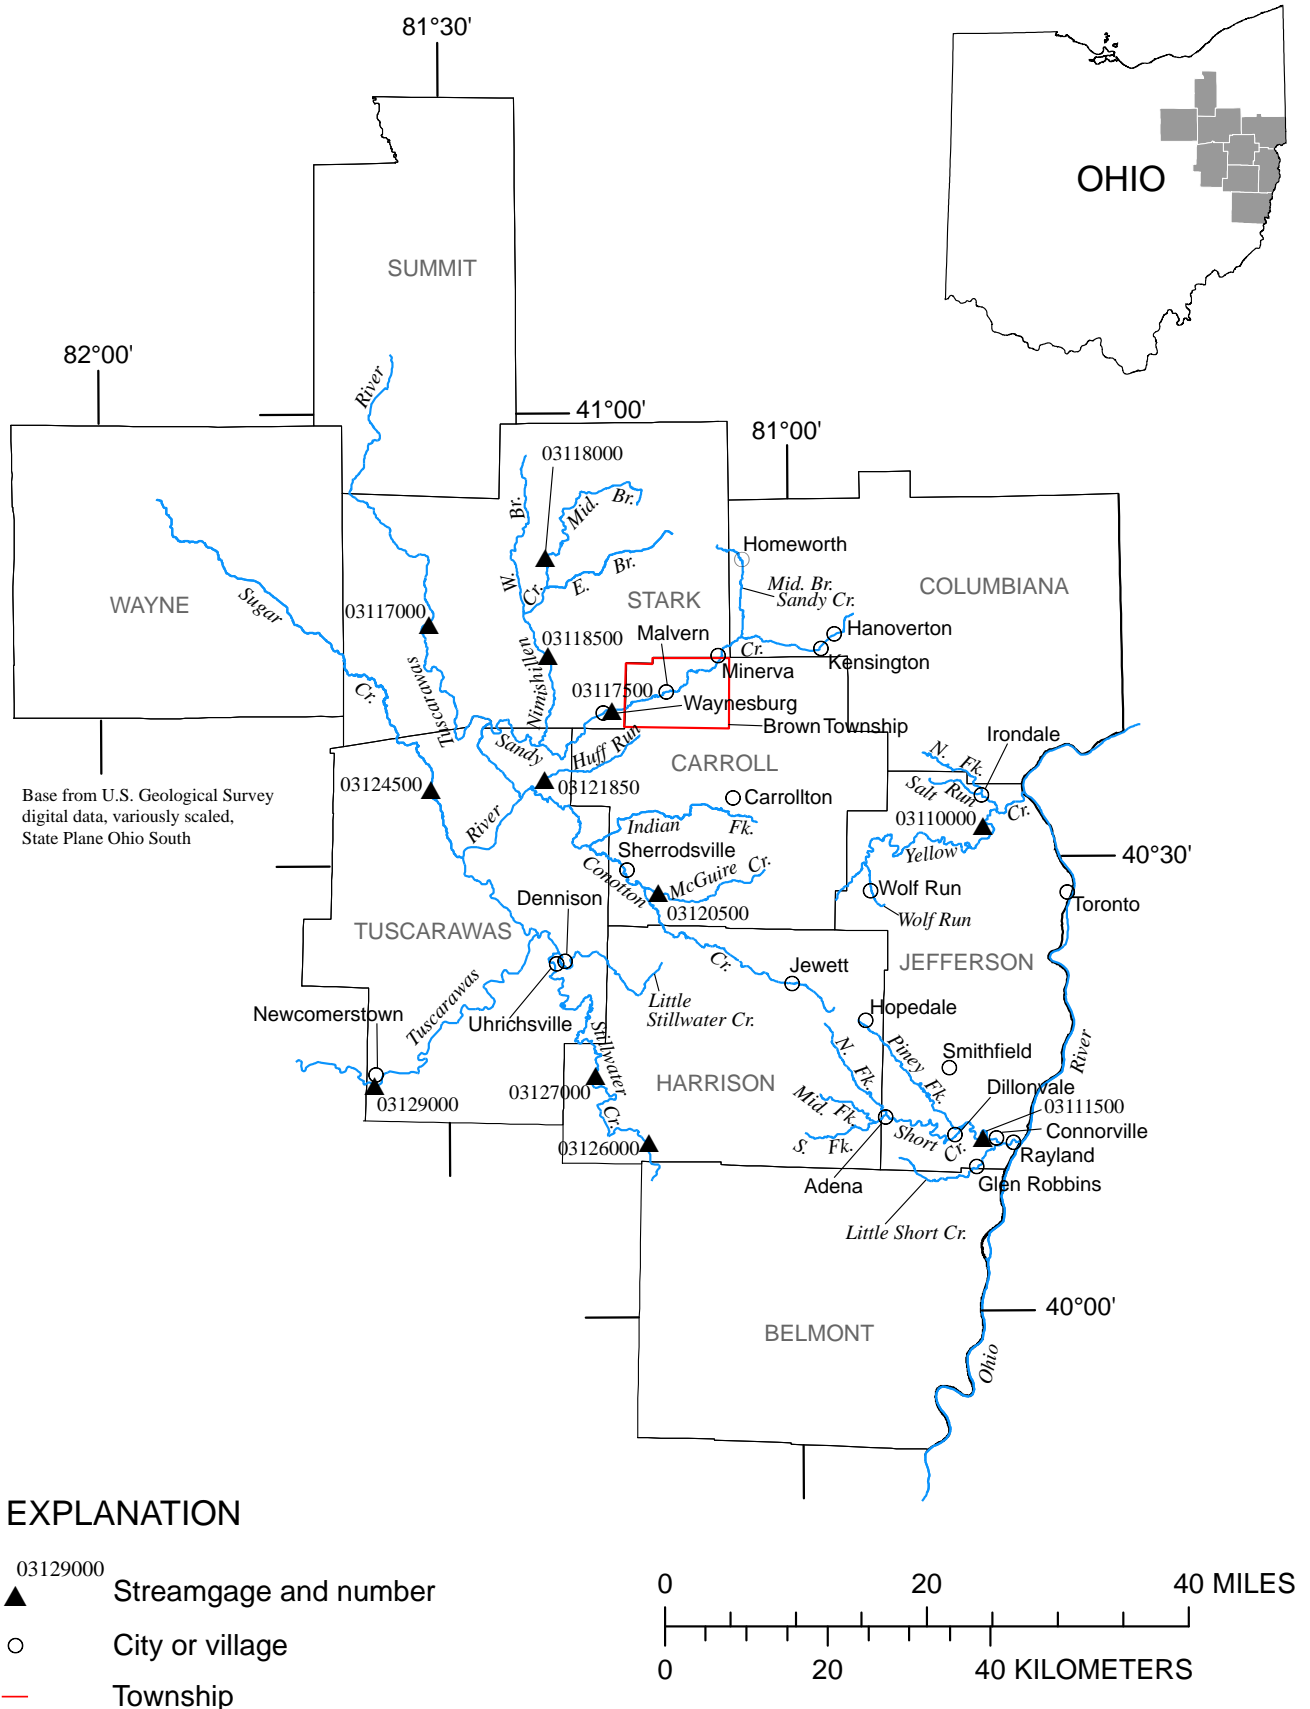 81°30'
OHIO
SUMMIT
82°00'
River
41°00'
81°00'
03118000
Br.
Mid. Br.
Homeworth
W.
Cr.
E. Br.
Mid. Br.
Sandy Cr.
COLUMBIANA
WAYNE
Sugar
STARK
03117000
Malvern
Hanoverton
03118500
Cr.
Kensington
Minerva
Tuscarawas
Nimishillen
Cr.
03117500
Waynesburg
Brown Township
Irondale
Sandy
Huff Run
CARROLL
N. Fk.
Salt Run
Cr.
03124500
03121850
Carrollton
03110000
Base from U.S. Geological Survey
digital data, variously scaled,
State Plane Ohio South
River
Indian Fk.
Yellow
40°30'
Sherrodsville
Conotton
McGuire Cr.
Wolf Run
Toronto
Dennison
03120500
Wolf Run
TUSCARAWAS
Cr.
Jewett
JEFFERSON
Newcomerstown
Tuscarawas
Uhrichsville
Little
Stillwater Cr.
Hopedale
Stillwater
N. Fk.
Piney Fk.
Smithfield
River
HARRISON
Dillonvale
03127000
03129000
Mid. Fk.
03111500
Cr.
Short
Cr.
Connorville
03126000
S. Fk.
Rayland
Adena
Glen Robbins
Little Short Cr.
40°00'
BELMONT
Ohio
EXPLANATION
03129000
Streamgage and number
City or village
Township
0 20 40 MILES
0 20 40 KILOMETERS